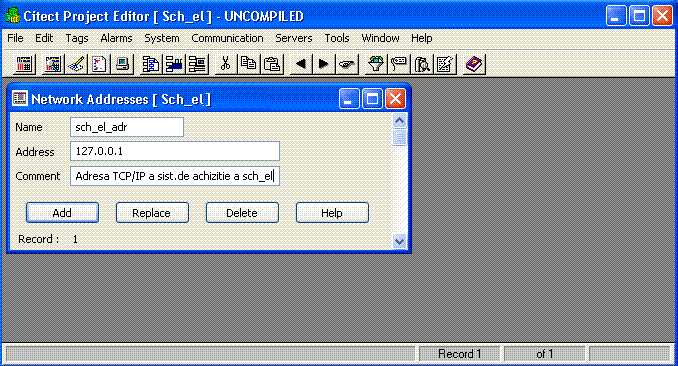 Citect Project Editor [ Sch_el ] - UNCOMPILED
File Edit Tags Alarms System Communication Servers Tools Window Help
Network Addresses [ Sch_el ]
Name sch_el_adr
Address 127.0.0.1
Comment Adresa TCP/IP a sist.de achizitie a sch_el
Add Replace Delete Help
Record : 1
Record 1 of 1